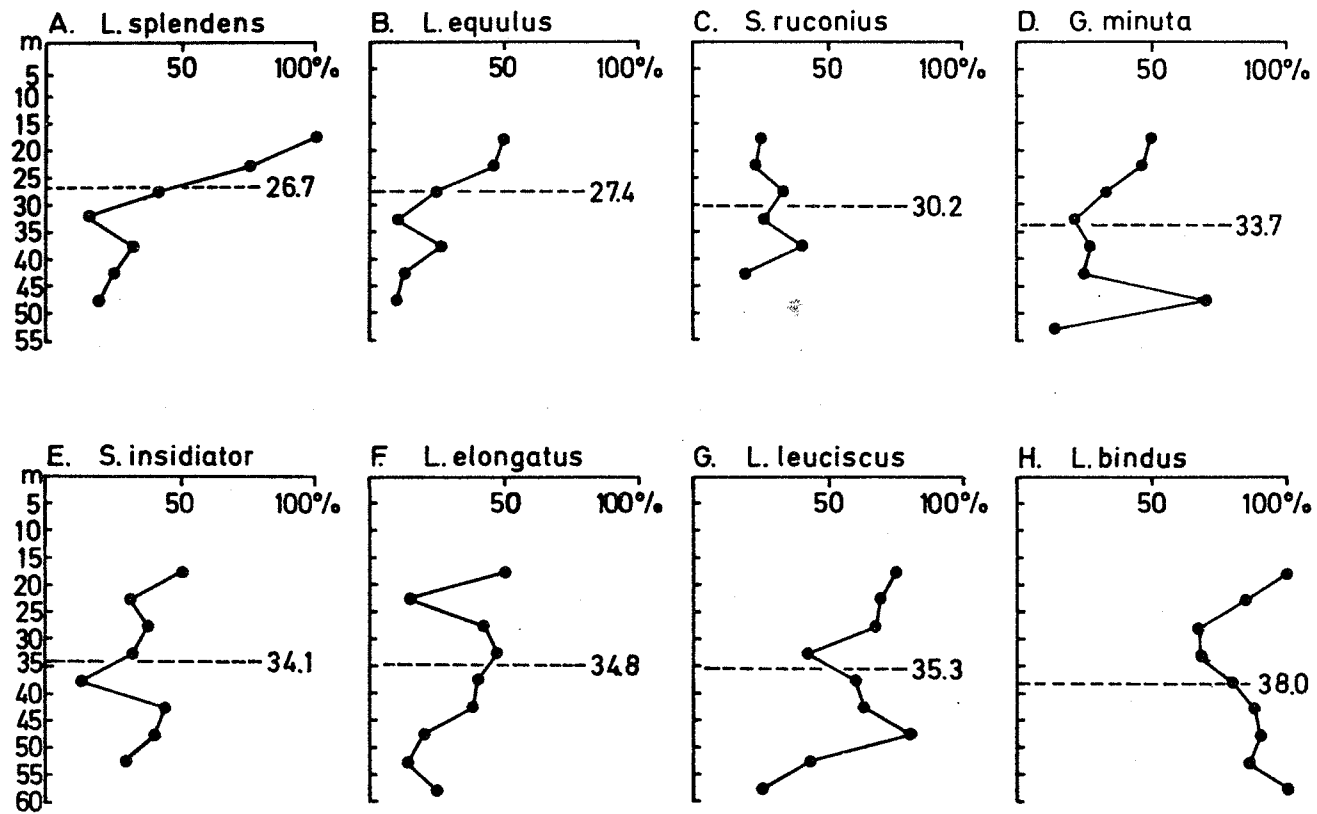 A. L. splendens B. L. equulus C. S. ruconius D. G. minuta
m
50 100% 50 100% 50 100% 50 100%
5
10
15
20
25
26.7 27.4 30.2 33.7
30
35
40
45
50
55
E. S. insidiator F. L. elongatus G. L. leuciscus H. L. bindus
m
50 100% 50 100% 50 100% 50 100%
5
10
15
20
25
30
35
34.1 34.8 35.3 38.0
40
45
50
55
60